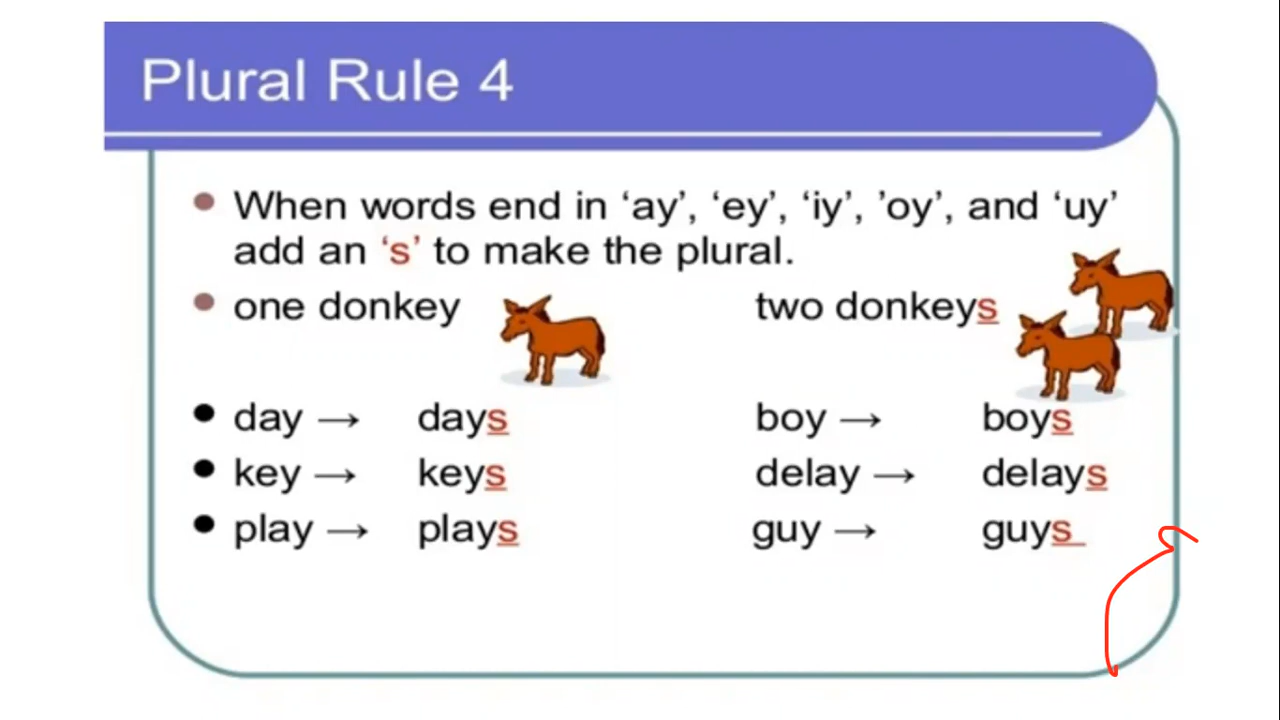 Plural Rule 4
When words end in ‘ay’, ‘ey’, ‘iy’, ’oy’, and ‘uy’
add an ‘s’ to make the plural.
one donkey two donkeys
day → days boy → boys
key → keys delay → delays
play → plays guy → guys